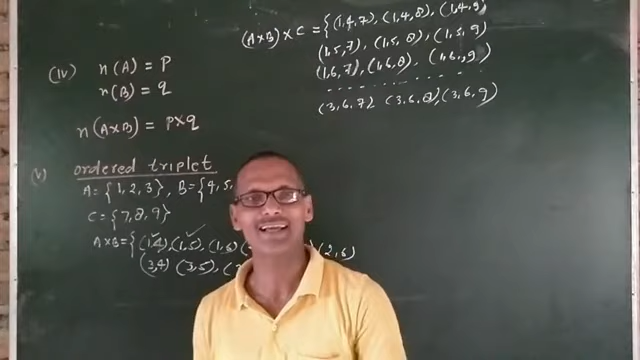 (iv) n(A) = P
n(B) = q
n(A×B) = P×q
(v) ordered triplet
A = {1, 2, 3}, B = {4, 5,
C = {7, 8, 9}
A×B = {(1,4), (1,5), (1,6) (2,6)
(3,4) (3,5), (
(A×B) × C = {(1,4,7), (1,4,8), (1,4,9)
(1,5,7), (1,5,8), (1,5,9)
(1,6,7), (1,6,8), (1,6,9)
. . . . . . . . . . . . .
(3,6,7) (3,6,8), (3,6,9)